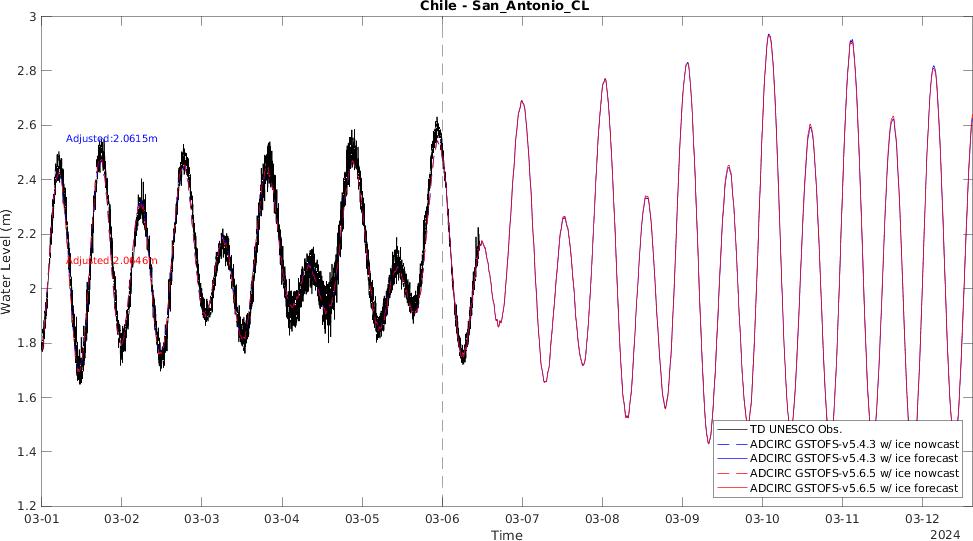 Chile - San_Antonio_CL
Water Level (m)
3
2.8
2.6
2.4
2.2
2
1.8
1.6
1.4
1.2
Adjusted:2.0615m
Adjusted:2.0646m
TD UNESCO Obs.
ADCIRC GSTOFS-v5.4.3 w/ ice nowcast
ADCIRC GSTOFS-v5.4.3 w/ ice forecast
ADCIRC GSTOFS-v5.6.5 w/ ice nowcast
ADCIRC GSTOFS-v5.6.5 w/ ice forecast
03-01 03-02 03-03 03-04 03-05 03-06 03-07 03-08 03-09 03-10 03-11 03-12
Time
2024